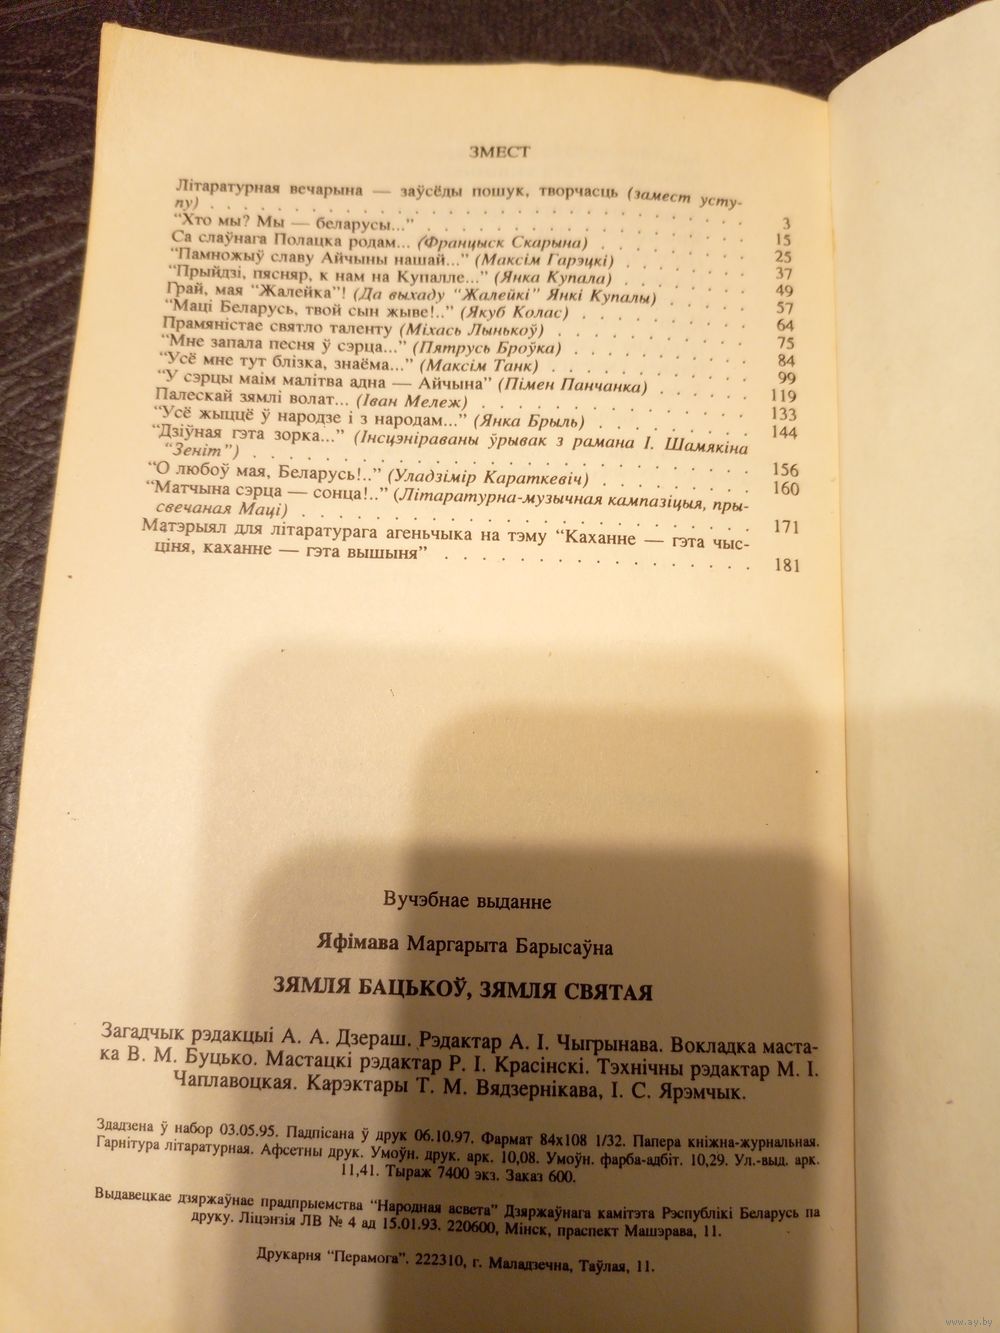 ЗМЕСТ
Літаратурная вечарына — заўсёды пошук, творчасць (замест усту-
пу) . . . . . . . . . . . . . . . . . . . . 3
"Хто мы? Мы — беларусы..." . . . . . . . . . . 15
Са слаўнага Полацка родам... (Францыск Скарына) . . . . 25
"Памножыў славу Айчыны нашай..." (Максім Гарэцкі) . . . . 37
"Прыйдзі, пясняр, к нам на Купалле..." (Янка Купала) . . . . 49
Грай, мая "Жалейка"! (Да выхаду "Жалейкі" Янкі Купалы) . . . 57
"Маці Беларусь, твой сын жыве!.." (Якуб Колас) . . . . . 64
Прамяністае святло таленту (Міхась Лынькоў) . . . . . . 75
"Мне запала песня ў сэрца..." (Пятрусь Броўка) . . . . . 84
"Усё мне тут блізка, знаёма..." (Максім Танк) . . . . . . 99
"У сэрцы маім малітва адна — Айчына" (Пімен Панчанка) . . . 119
Палескай зямлі волат... (Іван Мележ) . . . . . . . . 133
"Усё жыццё ў народзе і з народам..." (Янка Брыль) . . . . 144
"Дзіўная гэта зорка..." (Інсцэніраваны ўрывак з рамана І. Шамякіна
"Зеніт") . . . . . . . . . . . . . . . . . . 156
"О любоў мая, Беларусь!.." (Уладзімір Караткевіч) . . . . 160
"Матчына сэрца — сонца!.." (Літаратурна-музычная кампазіцыя, пры-
свечаная Маці) . . . . . . . . . . . . . . . . 171
Матэрыял для літаратурага агеньчыка на тэму "Каханне — гэта чыс-
ціня, каханне — гэта вышыня" . . . . . . . . . . 181
Вучэбнае выданне
Яфімава Маргарыта Барысаўна
ЗЯМЛЯ БАЦЬКОЎ, ЗЯМЛЯ СВЯТАЯ
Загадчык рэдакцыі А. А. Дзераш. Рэдактар А. І. Чыгрынава. Вокладка маста-
ка В. М. Буцько. Мастацкі рэдактар Р. І. Красінскі. Тэхнічны рэдактар М. І.
Чаплавоцкая. Карэктары Т. М. Вядзернікава, І. С. Ярэмчык.
Здадзена ў набор 03.05.95. Падпісана ў друк 06.10.97. Фармат 84х108 1/32. Папера кніжна-журнальная.
Гарнітура літаратурная. Афсетны друк. Умоўн. друк. арк. 10,08. Умоўн. фарба-адбіт. 10,29. Ул.-выд. арк.
11,41. Тыраж 7400 экз. Заказ 600.
Выдавецкае дзяржаўнае прадпрыемства "Народная асвета" Дзяржаўнага камітэта Рэспублікі Беларусь па
друку. Ліцэнзія ЛВ № 4 ад 15.01.93. 220600, Мінск, праспект Машэрава, 11.
Друкарня "Перамога". 222310, г. Маладзечна, Таўлая, 11.
www.ay.by